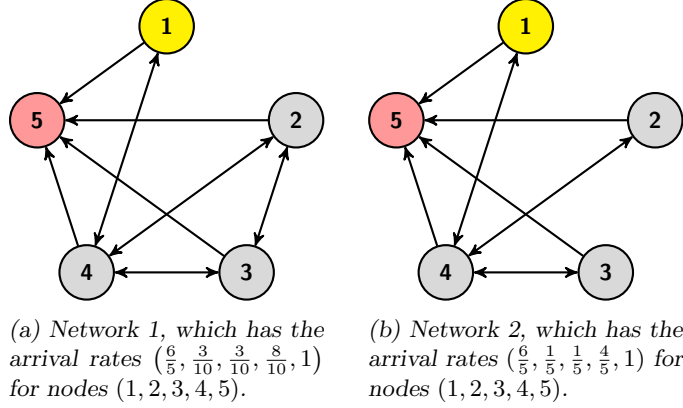 1
1
5
2
5
2
4
3
4
3
(a) Network 1, which has the
arrival rates (6/5, 3/10, 3/10, 8/10, 1)
for nodes (1, 2, 3, 4, 5).
(b) Network 2, which has the
arrival rates (6/5, 1/5, 1/5, 4/5, 1) for
nodes (1, 2, 3, 4, 5).